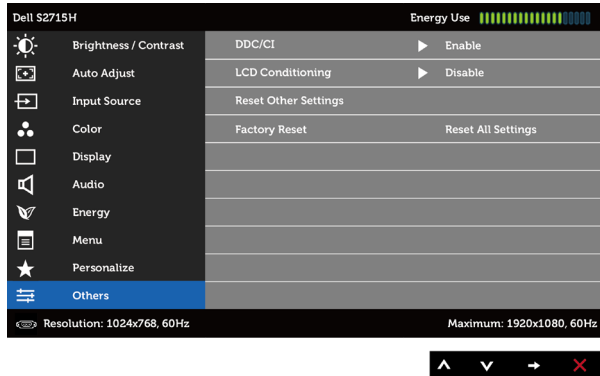 Dell S2715H Energy Use
Brightness / Contrast DDC/CI Enable
Auto Adjust LCD Conditioning Disable
Input Source Reset Other Settings
Color Factory Reset Reset All Settings
Display
Audio
Energy
Menu
Personalize
Others
Resolution: 1024x768, 60Hz Maximum: 1920x1080, 60Hz